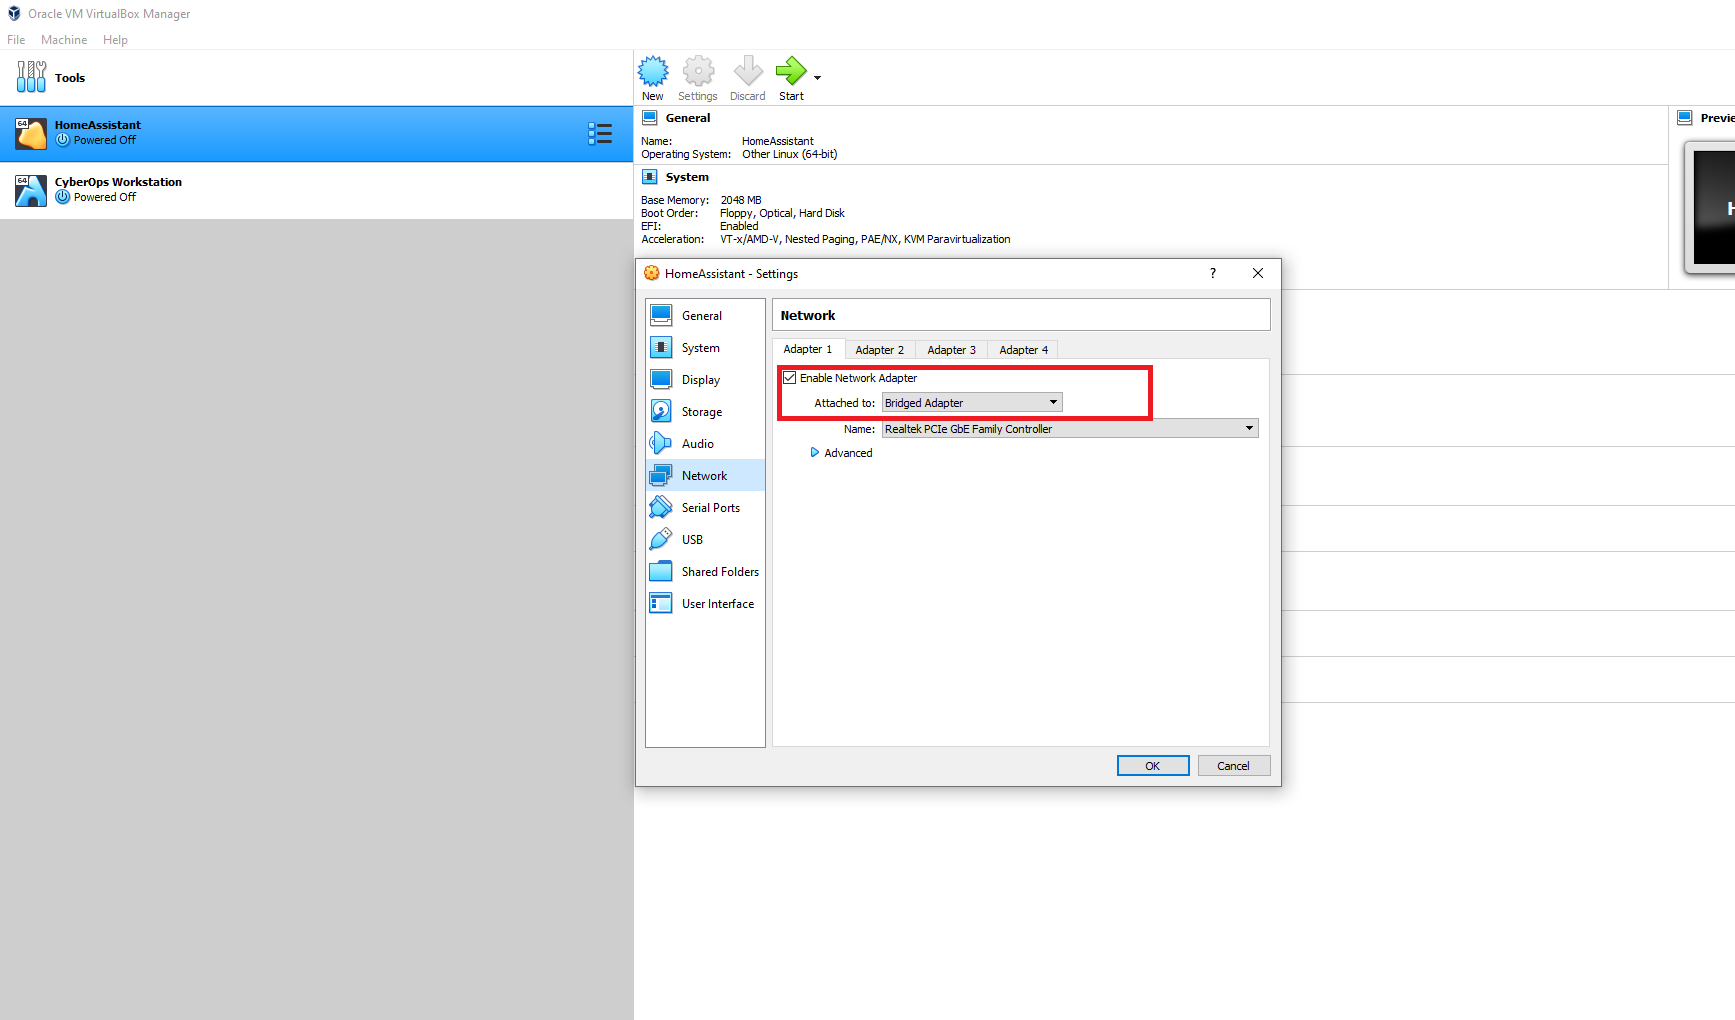 Oracle VM VirtualBox Manager
File Machine Help
Tools
New Settings Discard Start
64 HomeAssistant
Powered Off
64 CyberOps Workstation
Powered Off
General
Name: HomeAssistant
Operating System: Other Linux (64-bit)
System
Base Memory: 2048 MB
Boot Order: Floppy, Optical, Hard Disk
EFI: Enabled
Acceleration: VT-x/AMD-V, Nested Paging, PAE/NX, KVM Paravirtualization
Previe
H
HomeAssistant - Settings ?
General
System
Display
Storage
Audio
Network
Serial Ports
USB
Shared Folders
User Interface
Network
Adapter 1 Adapter 2 Adapter 3 Adapter 4
Enable Network Adapter
Attached to: Bridged Adapter
Name: Realtek PCIe GbE Family Controller
Advanced
OK Cancel